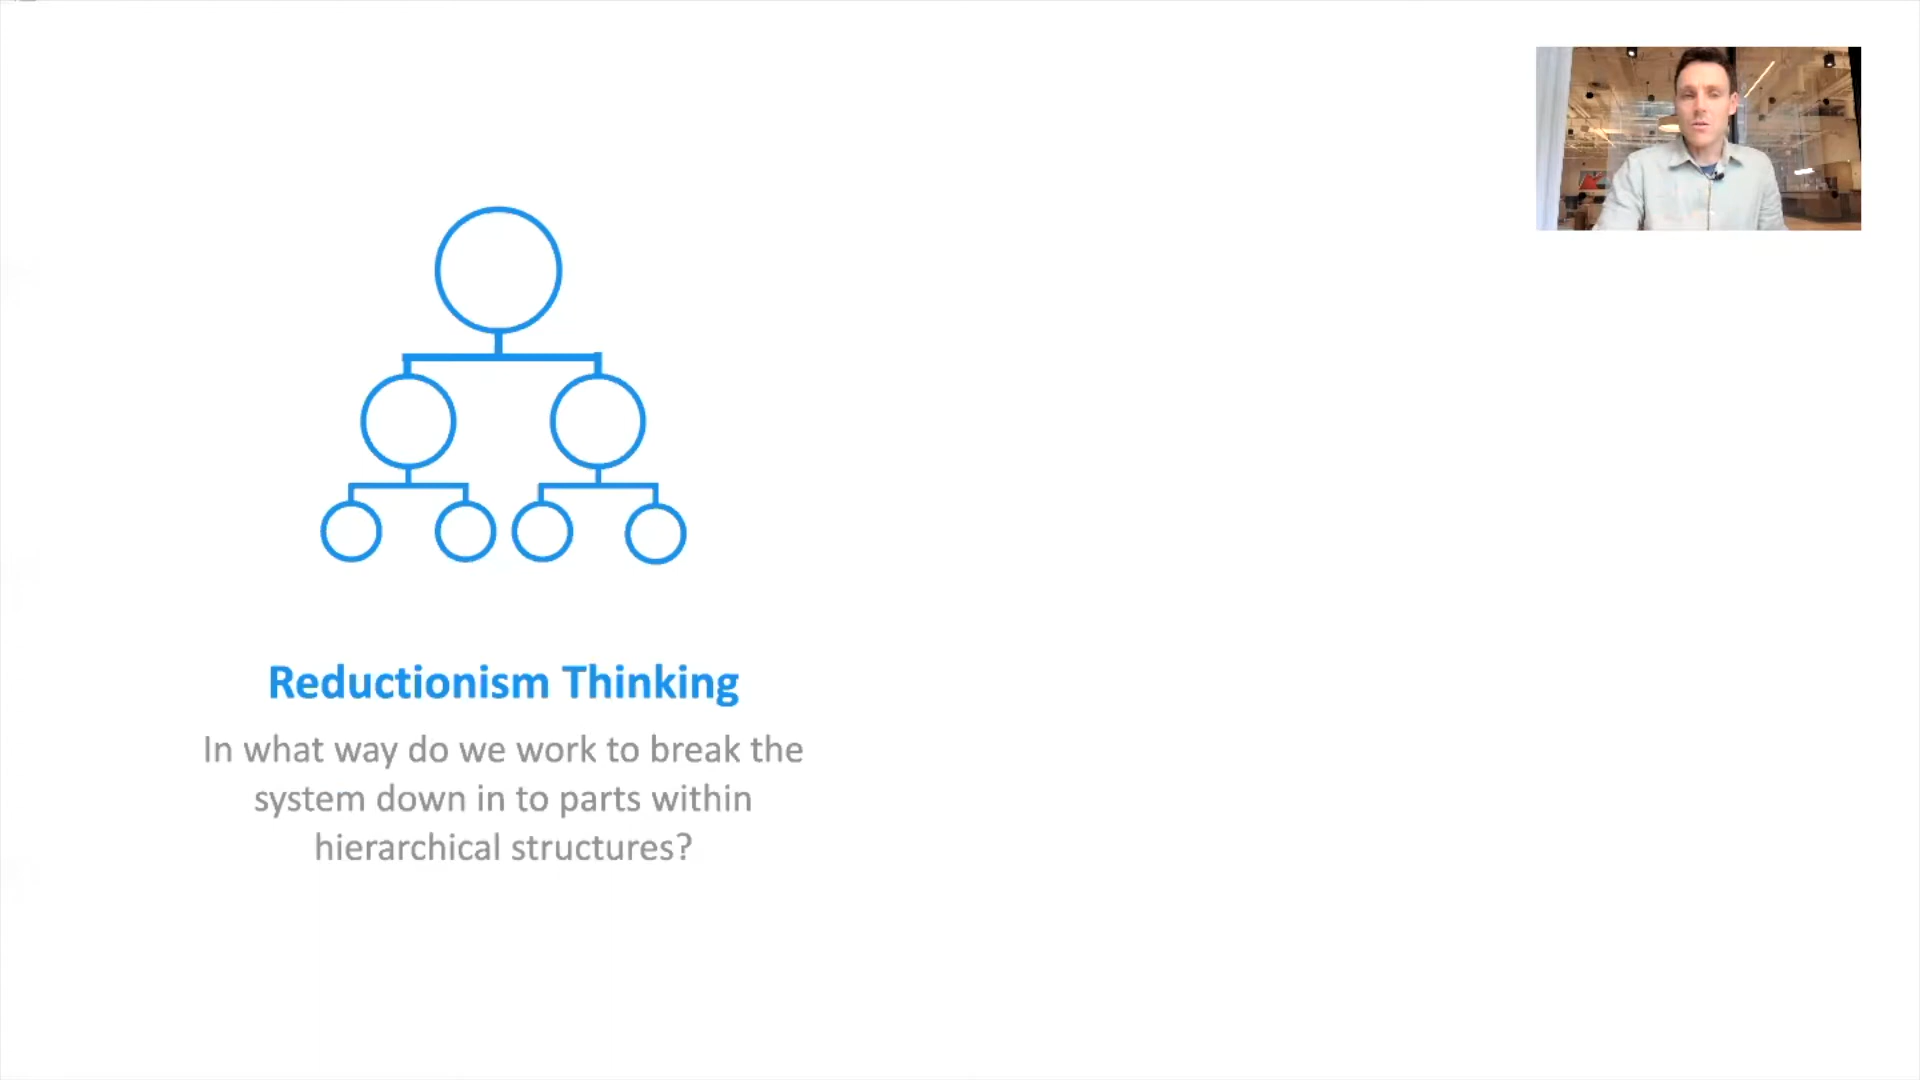 Reductionism Thinking
In what way do we work to break the
system down in to parts within
hierarchical structures?